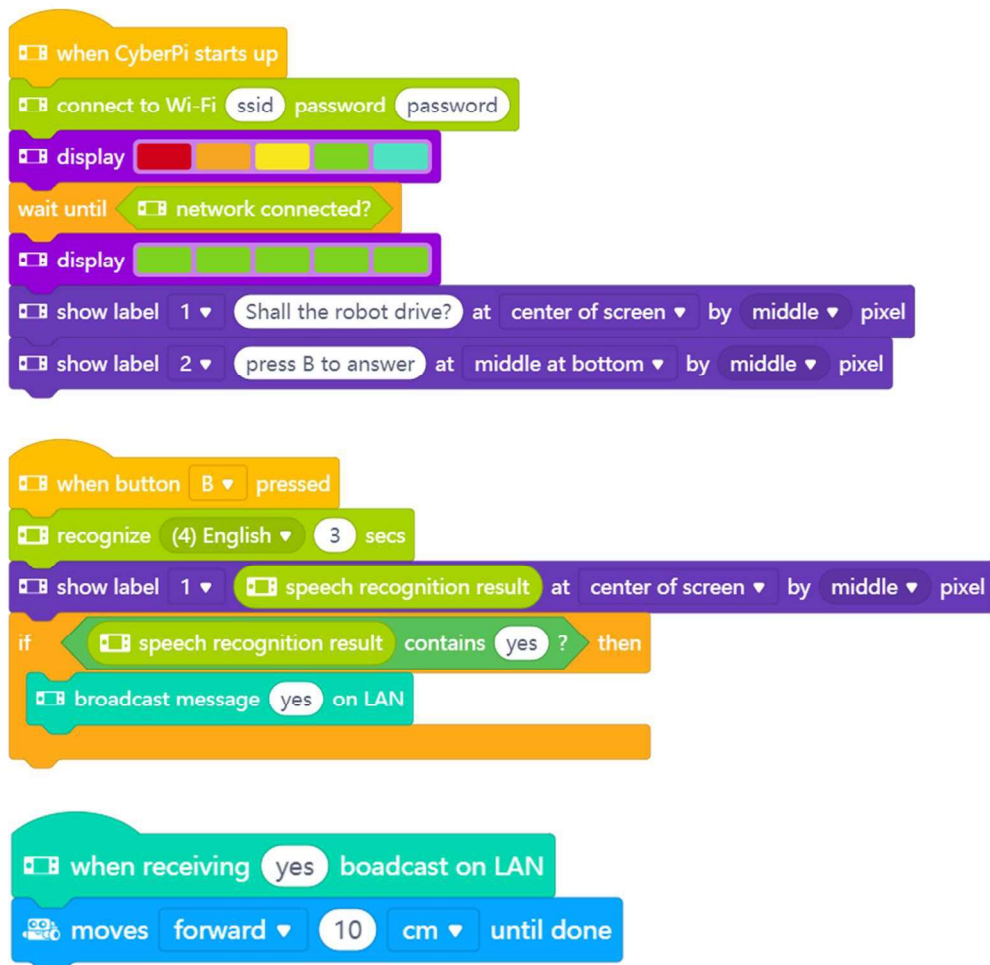 when CyberPi starts up
connect to Wi-Fi ssid password password
display
wait until network connected?
display
show label 1 Shall the robot drive? at center of screen by middle pixel
show label 2 press B to answer at middle at bottom by middle pixel
when button B pressed
recognize (4) English 3 secs
show label 1 speech recognition result at center of screen by middle pixel
if speech recognition result contains yes ? then
broadcast message yes on LAN
when receiving yes boadcast on LAN
moves forward 10 cm until done